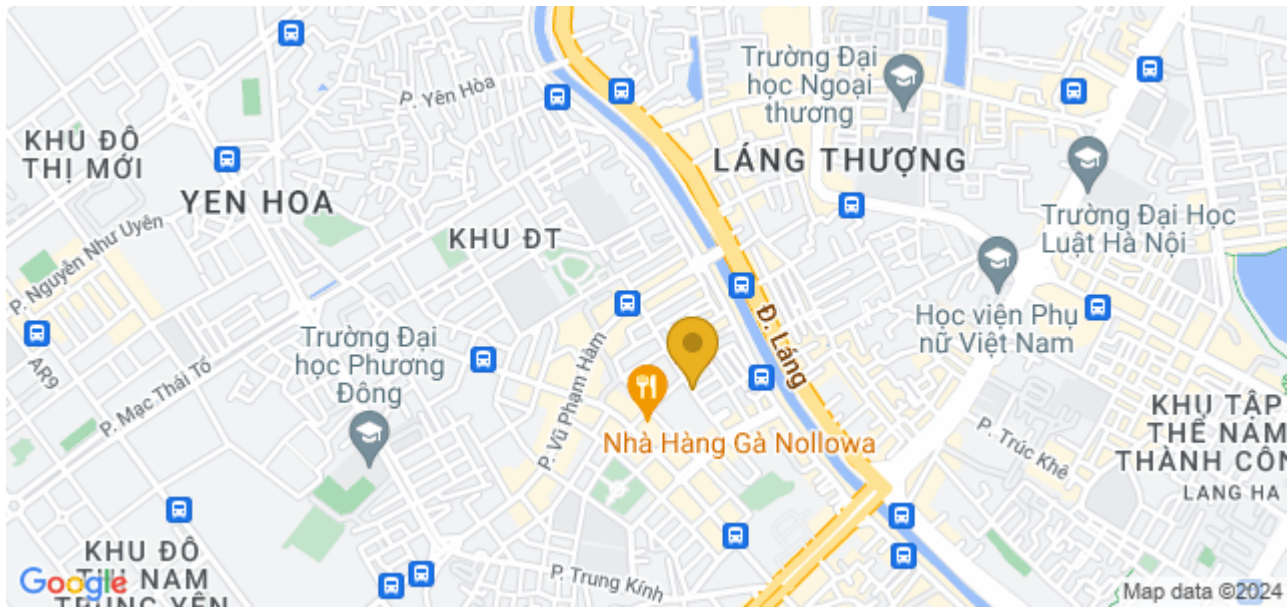 Trường Đại
học Ngoại
thương
P. Yên Hòa
KHU ĐÔ
THỊ MỚI
LÁNG THƯỢNG
YEN HOA
Trường Đại Học
Luật Hà Nội
P. Nguyễn Như Uyên
KHU ĐT
Học viện Phụ
nữ Việt Nam
Đ. Láng
Trường Đại
học Phương
Đông
P. Vũ Phạm Hàm
AR9
P. Mạc Thái Tổ
KHU TẬP
THỂ NAM
THÀNH CÔN
LANG HA
P. Trúc Khê
Nhà Hàng Gà Nollowa
KHU ĐÔ
THỊ NAM
TRUNG YÊN
P. Trung Kính
Google
Map data ©2024